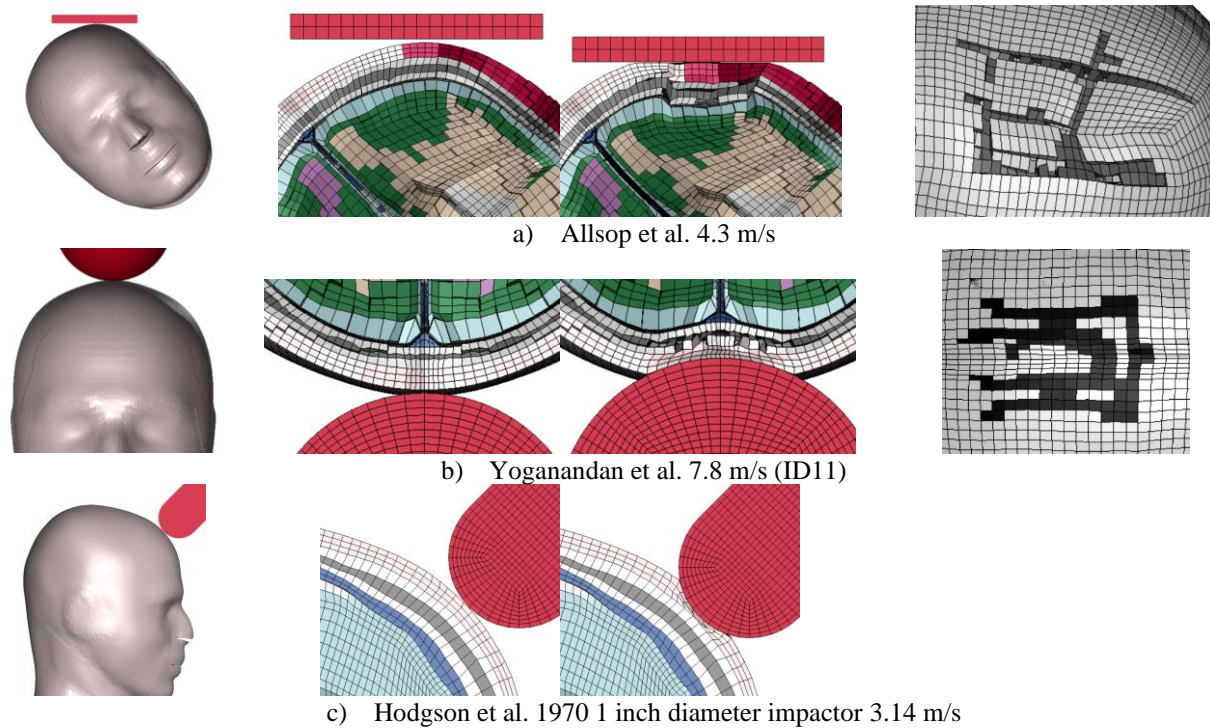 a) Allsop et al. 4.3 m/s
b) Yoganandan et al. 7.8 m/s (ID11)
c) Hodgson et al. 1970 1 inch diameter impactor 3.14 m/s